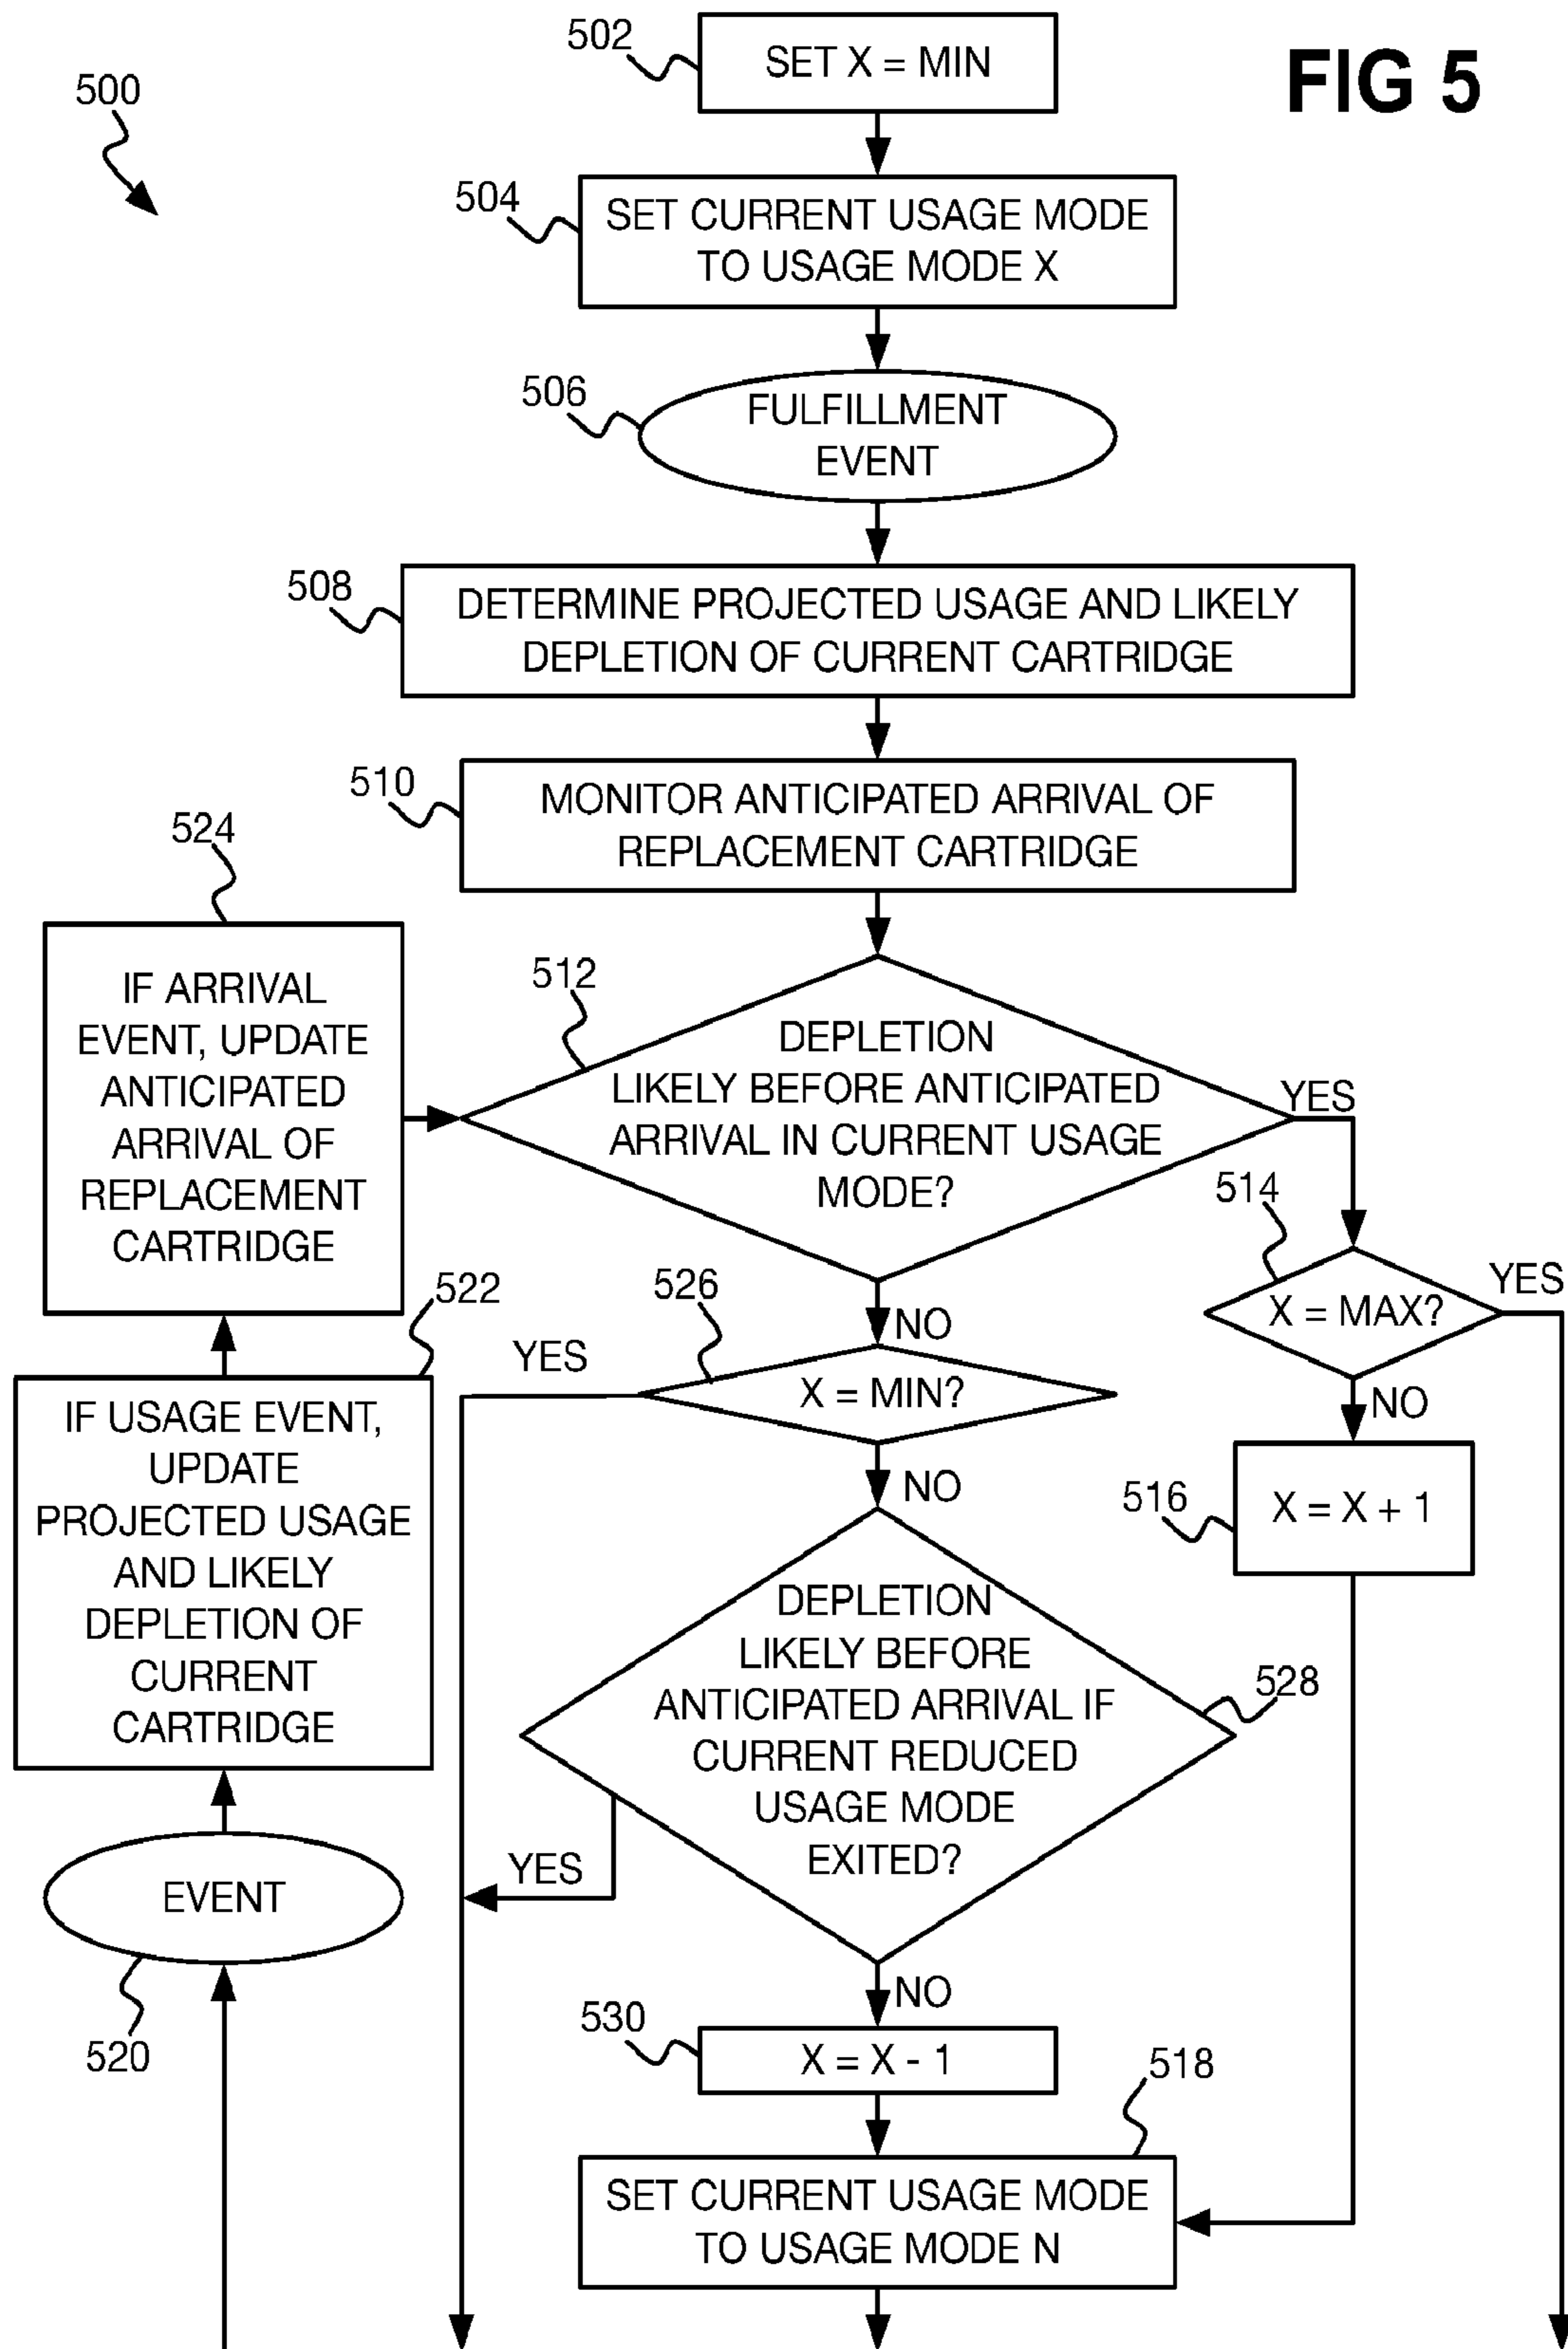 FIG 5
500
502
SET X = MIN
504
SET CURRENT USAGE MODE
TO USAGE MODE X
506
FULFILLMENT
EVENT
508
DETERMINE PROJECTED USAGE AND LIKELY
DEPLETION OF CURRENT CARTRIDGE
510
MONITOR ANTICIPATED ARRIVAL OF
REPLACEMENT CARTRIDGE
512
DEPLETION
LIKELY BEFORE ANTICIPATED
ARRIVAL IN CURRENT USAGE
MODE?
YES
514
X = MAX?
YES
NO
516
X = X + 1
524
IF ARRIVAL
EVENT, UPDATE
ANTICIPATED
ARRIVAL OF
REPLACEMENT
CARTRIDGE
522
IF USAGE EVENT,
UPDATE
PROJECTED USAGE
AND LIKELY
DEPLETION OF
CURRENT
CARTRIDGE
EVENT
520
NO
526
X = MIN?
YES
NO
DEPLETION
LIKELY BEFORE
ANTICIPATED ARRIVAL IF
CURRENT REDUCED
USAGE MODE
EXITED?
528
YES
NO
530
X = X - 1
518
SET CURRENT USAGE MODE
TO USAGE MODE N